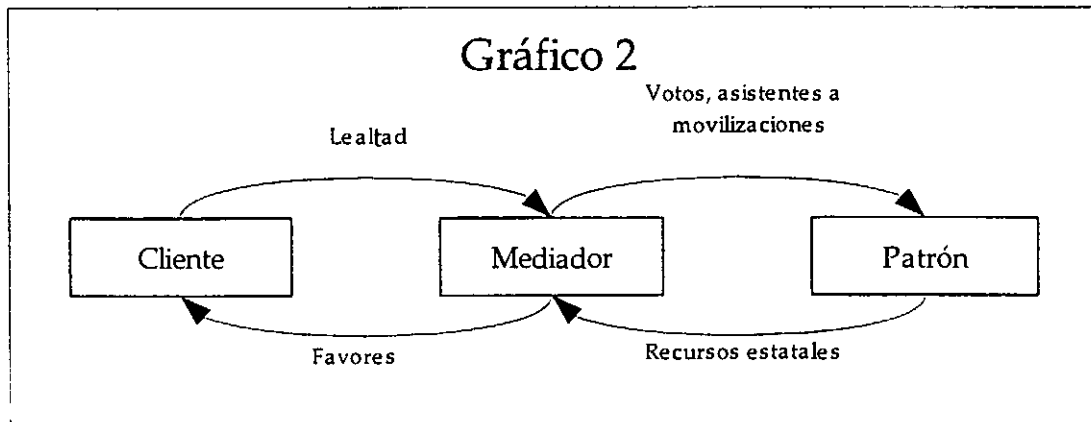 Gráfico 2
Votos, asistentes a
movilizaciones
Lealtad
Cliente
Mediador
Patrón
Favores
Recursos estatales